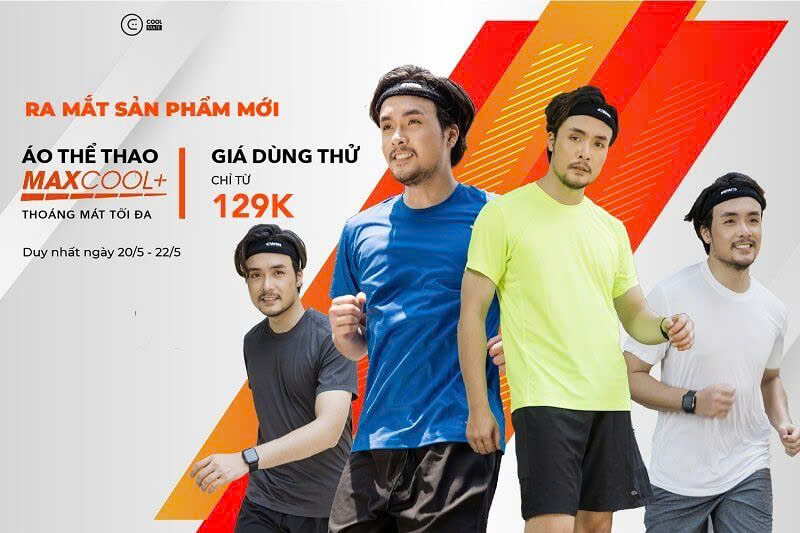 COOL
MATE
RA MẮT SẢN PHẨM MỚI
ÁO THỂ THAO
MAXCOOL+
THOÁNG MÁT TỐI ĐA
GIÁ DÙNG THỬ
CHỈ TỪ
129K
Duy nhất ngày 20/5 - 22/5